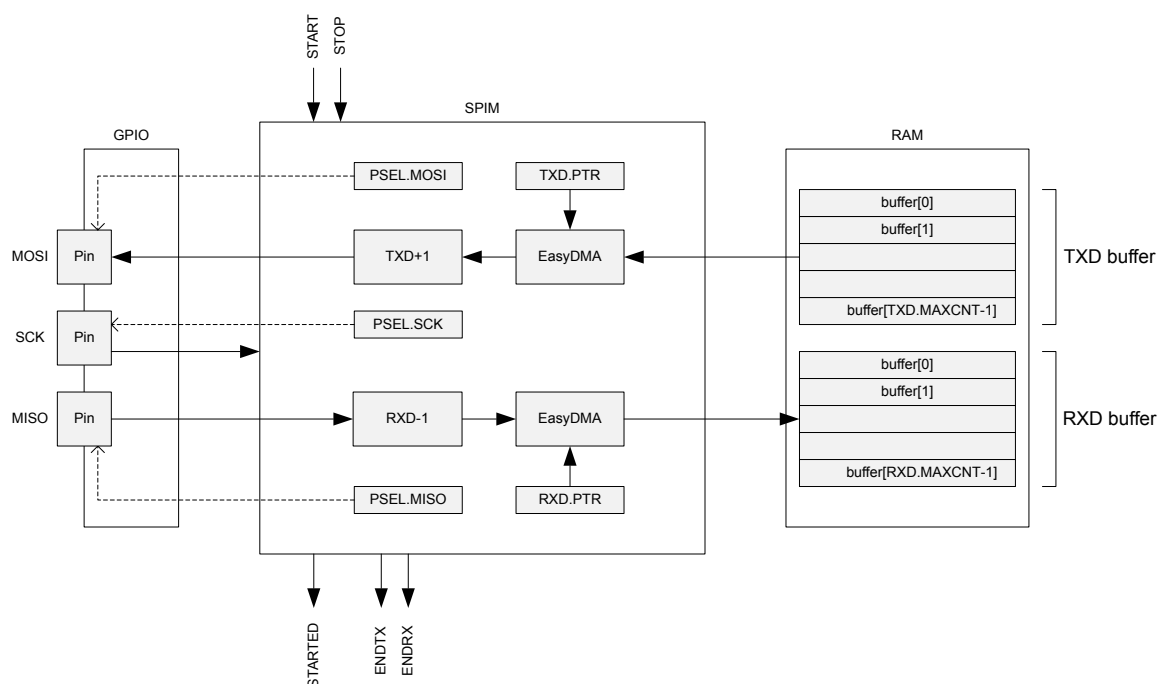 START
STOP
SPIM
GPIO
RAM
PSEL.MOSI
TXD.PTR
buffer[0]
buffer[1]
MOSI
Pin
TXD+1
EasyDMA
TXD buffer
buffer[TXD.MAXCNT-1]
SCK
Pin
PSEL.SCK
buffer[0]
buffer[1]
MISO
Pin
RXD-1
EasyDMA
RXD buffer
buffer[RXD.MAXCNT-1]
PSEL.MISO
RXD.PTR
STARTED
ENDTX
ENDRX